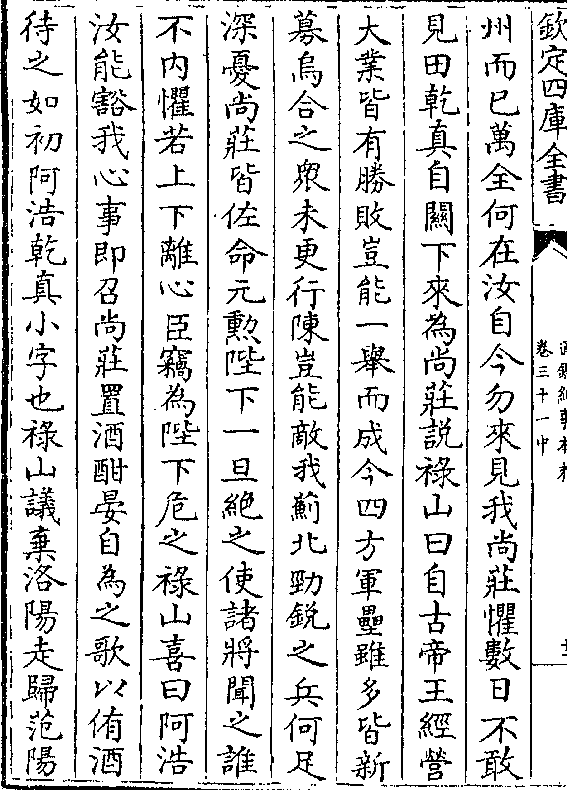 欽定四庫全書
通鑑紀事本末
卷三十一中
州而已萬全何在汝自今勿來見我尚莊懼數日不敢
見田乾真自關下來為尚莊説祿山曰自古帝王經營
大業皆有勝敗豈能一舉而成今四方軍壘雖多皆新
募烏合之衆未更行陳豈能敵我薊北勁鋭之兵何足
深憂尚莊皆佐命元勲陛下一旦絶之使諸將聞之誰
不内懼若上下離心臣竊為陛下危之祿山喜曰阿浩
汝能豁我心事即召尚莊置酒酣晏自為之歌以侑酒
待之如初阿浩乾真小字也祿山議棄洛陽走歸范陽